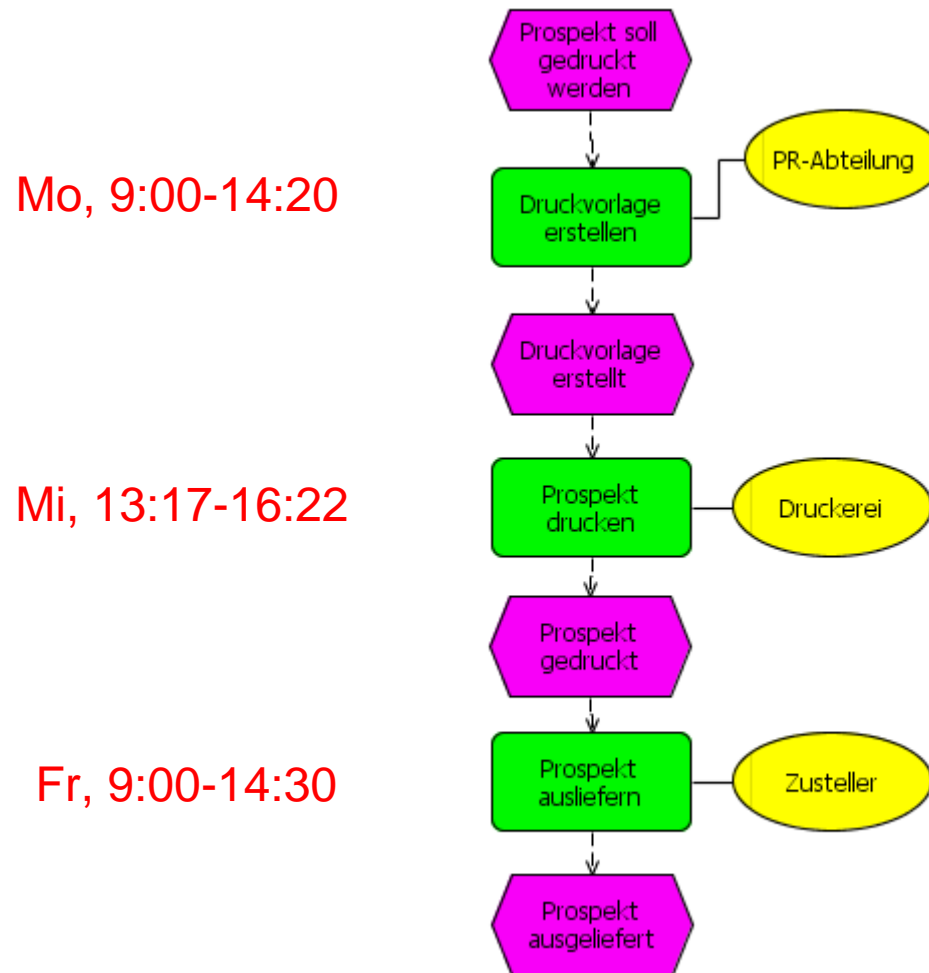 Prospekt soll
gedruckt
werden
PR-Abteilung
Mo, 9:00-14:20
Druckvorlage
erstellen
Druckvorlage
erstellt
Mi, 13:17-16:22
Prospekt
drucken
Druckerei
Prospekt
gedruckt
Fr, 9:00-14:30
Prospekt
ausliefern
Zusteller
Prospekt
ausgeliefert